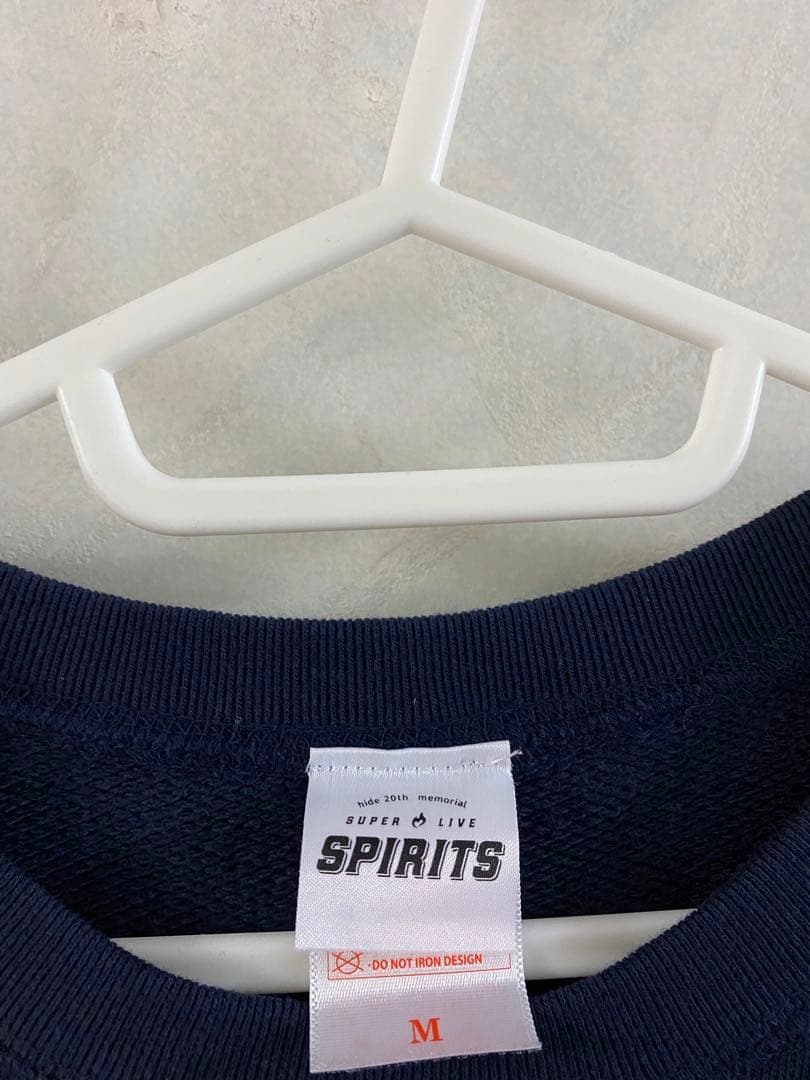 hide 20th memorial
SUPER LIVE
SPIRITS
·DO NOT IRON DESIGN
M